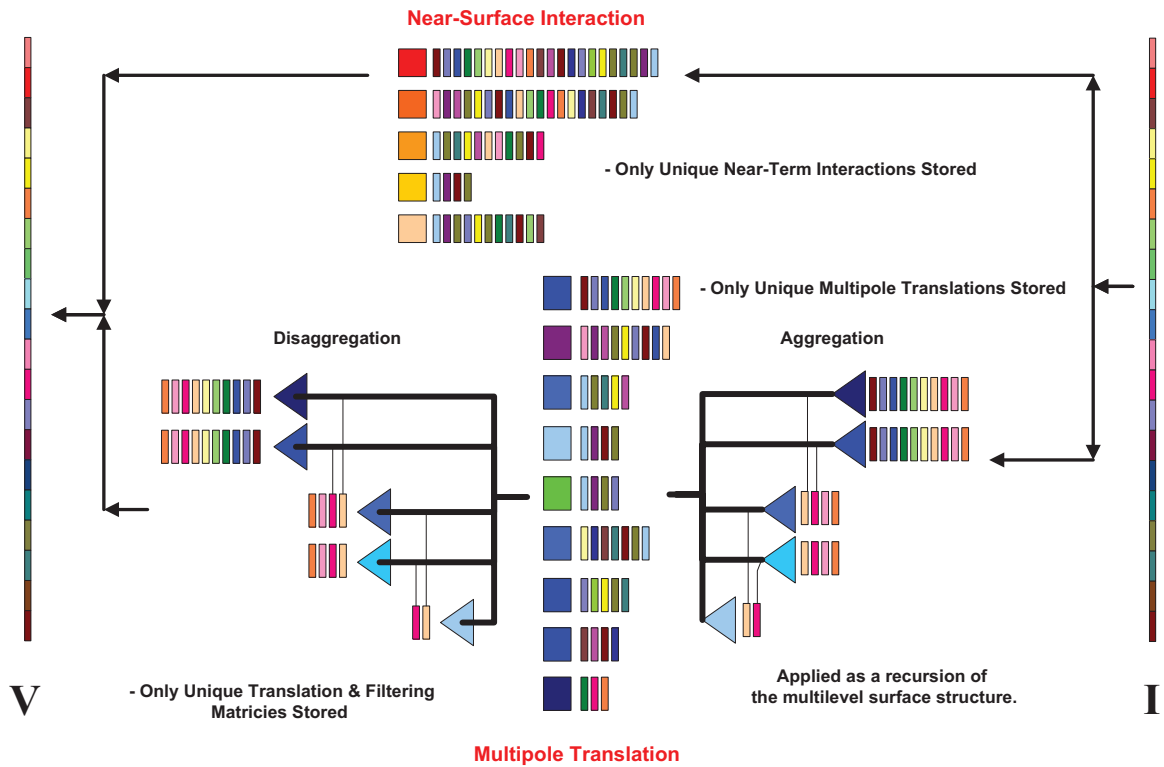 Near-Surface Interaction
- Only Unique Near-Term Interactions Stored
- Only Unique Multipole Translations Stored
Disaggregation
Aggregation
V
- Only Unique Translation & Filtering
Matricies Stored
Applied as a recursion of
the multilevel surface structure.
I
Multipole Translation